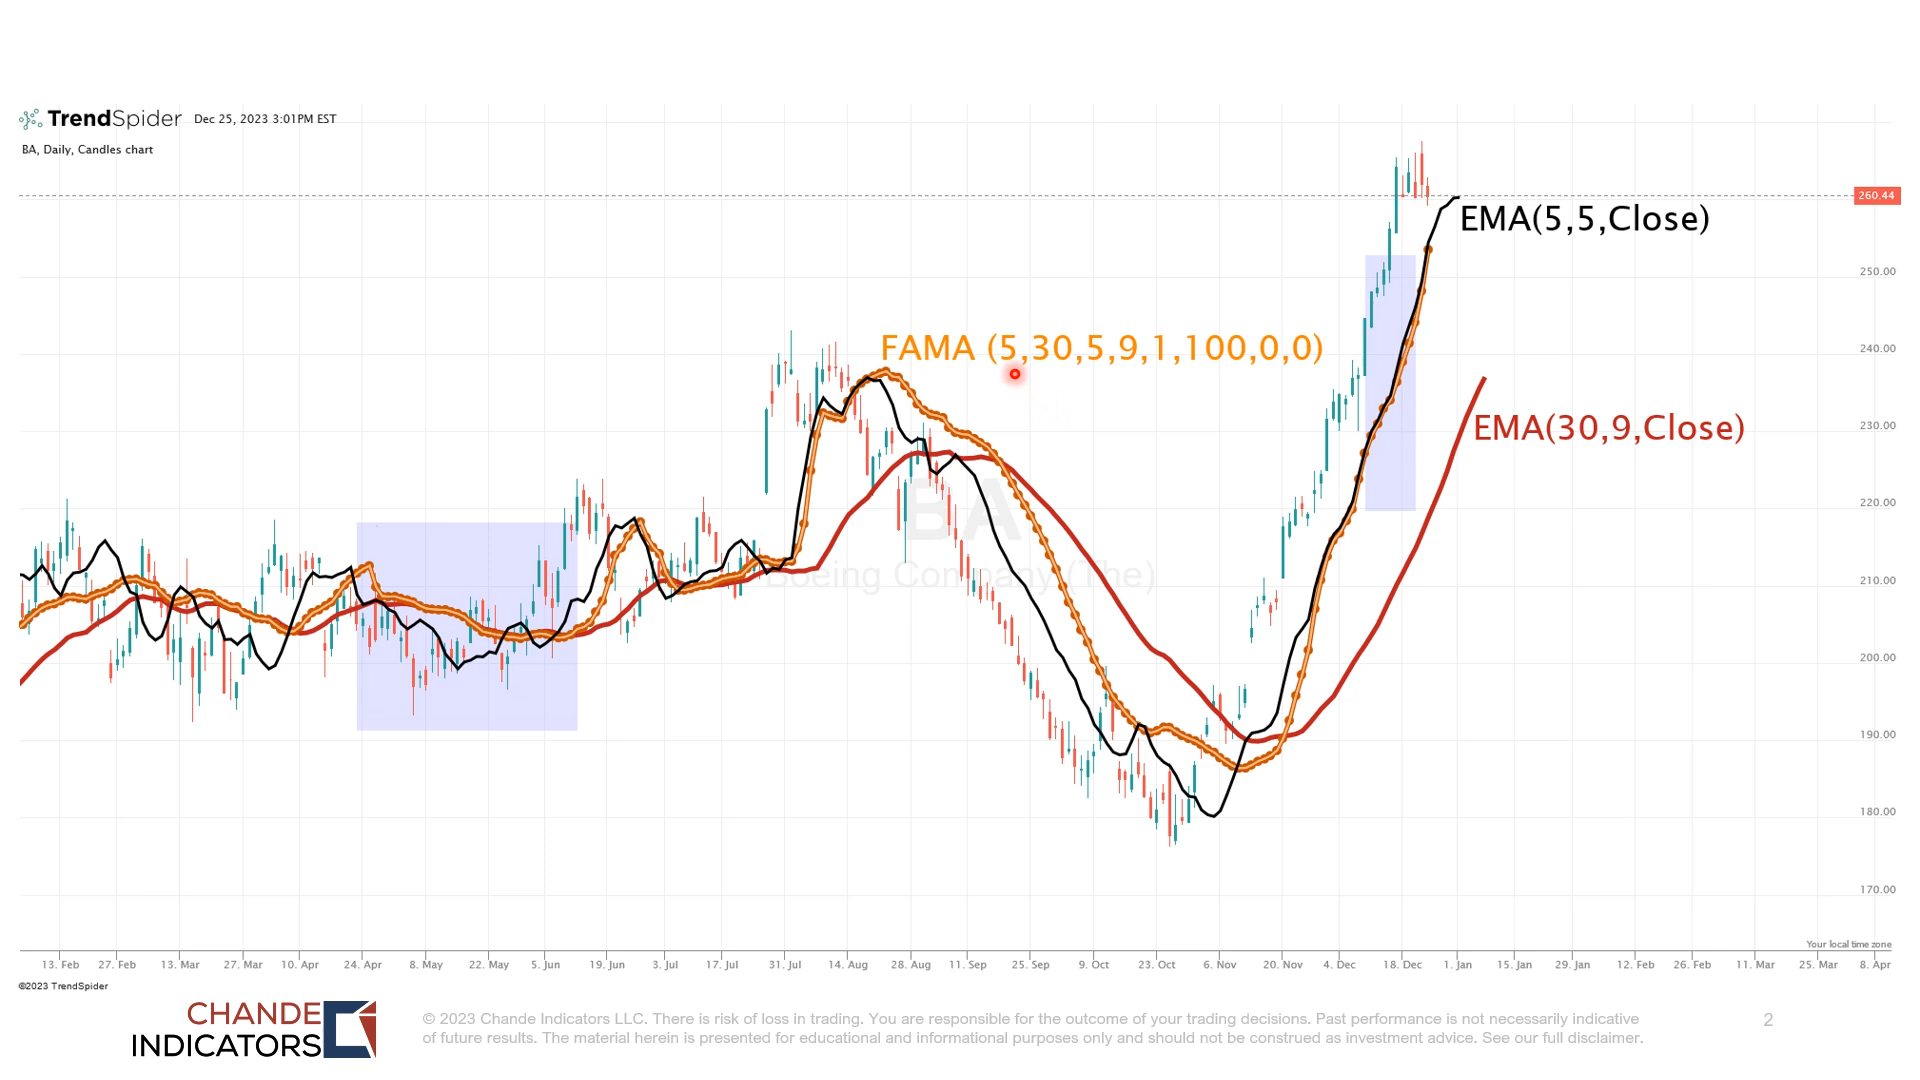 TrendSpider Dec 25, 2023 3:01PM EST
BA, Daily, Candles chart
260.44
EMA(5,5,Close)
250.00
FAMA (5,30,5,9,1,100,0,0)
240.00
EMA(30,9,Close)
230.00
BA
220.00
Boeing Company (The)
210.00
200.00
190.00
180.00
170.00
Your local time zone
13. Feb 27. Feb 13. Mar 27. Mar 10. Apr 24. Apr 8. May 22. May 5. Jun 19. Jun 3. Jul 17. Jul 31. Jul 14. Aug 28. Aug 11. Sep 25. Sep 9. Oct 23. Oct 6. Nov 20. Nov 4. Dec 18. Dec 1. Jan 15. Jan 29. Jan 12. Feb 26. Feb 11. Mar 25. Mar 8. Apr
©2023 TrendSpider
CHANDE
INDICATORS
© 2023 Chande Indicators LLC. There is risk of loss in trading. You are responsible for the outcome of your trading decisions. Past performance is not necessarily indicative
of future results. The material herein is presented for educational and informational purposes only and should not be construed as investment advice. See our full disclaimer.
2